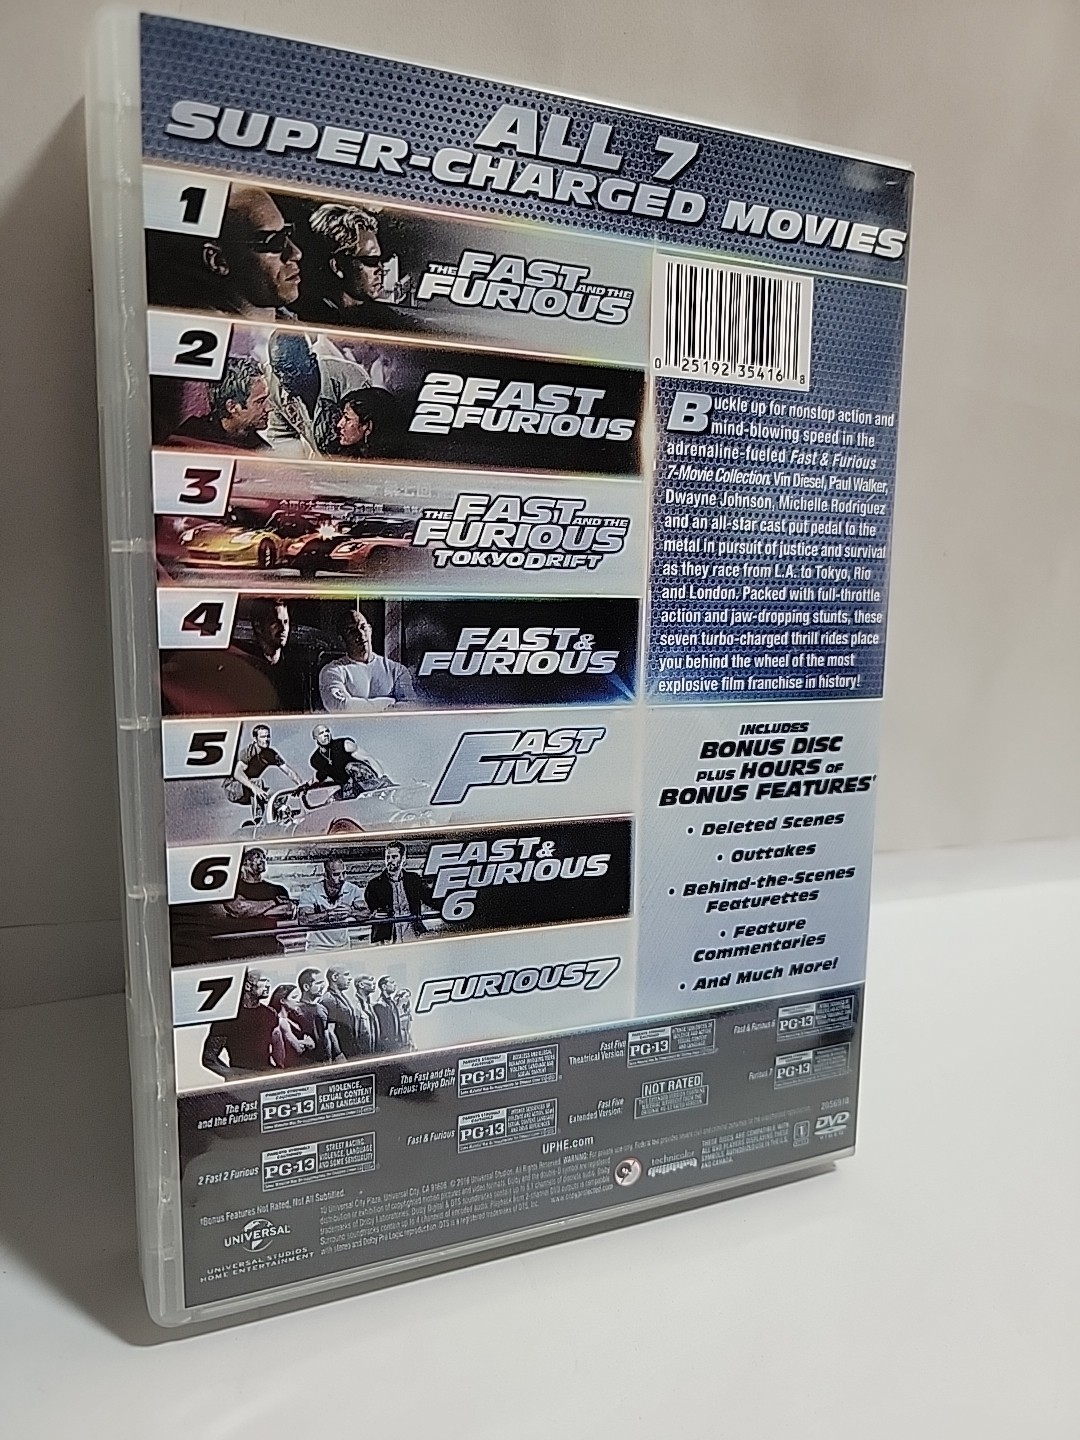 ALL 7
SUPER-CHARGED MOVIES
1
THE FAST AND THE
FURIOUS
2
2FAST
2FURIOUS
3
THE FAST AND THE
FURIOUS
TOKYO DRIFT
4
FAST &
FURIOUS
5
FAST
FIVE
6
FAST &
FURIOUS
6
7
FURIOUS 7
0 25192 35416 8
Buckle up for nonstop action and
mind-blowing speed in the
adrenaline-fueled Fast & Furious
7-Movie Collection. Vin Diesel, Paul Walker,
Dwayne Johnson, Michelle Rodriguez
and an all-star cast put pedal to the
metal in pursuit of justice and survival
as they race from L.A. to Tokyo, Rio
and London. Packed with full-throttle
action and jaw-dropping stunts, these
seven turbo-charged thrill rides place
you behind the wheel of the most
explosive film franchise in history!
INCLUDES
BONUS DISC
PLUS HOURS OF
BONUS FEATURES†
• Deleted Scenes
• Outtakes
• Behind-the-Scenes
Featurettes
• Feature
Commentaries
• And Much More!
The Fast
and the Furious
PG-13
VIOLENCE,
SEXUAL CONTENT
AND LANGUAGE
2 Fast 2 Furious
PG-13
STREET RACING,
VIOLENCE, LANGUAGE
AND SOME SENSUALITY
The Fast and the
Furious: Tokyo Drift
PG-13
Fast & Furious
PG-13
Fast Five
Theatrical Version:
PG-13
Fast Five
Extended Version:
NOT RATED
Fast & Furious 6
PG-13
Furious 7
PG-13
UPHE.com
†Bonus Features Not Rated, Not All Subtitled.
technicolor
1
DVD
VIDEO
UNIVERSAL
UNIVERSAL STUDIOS
HOME ENTERTAINMENT